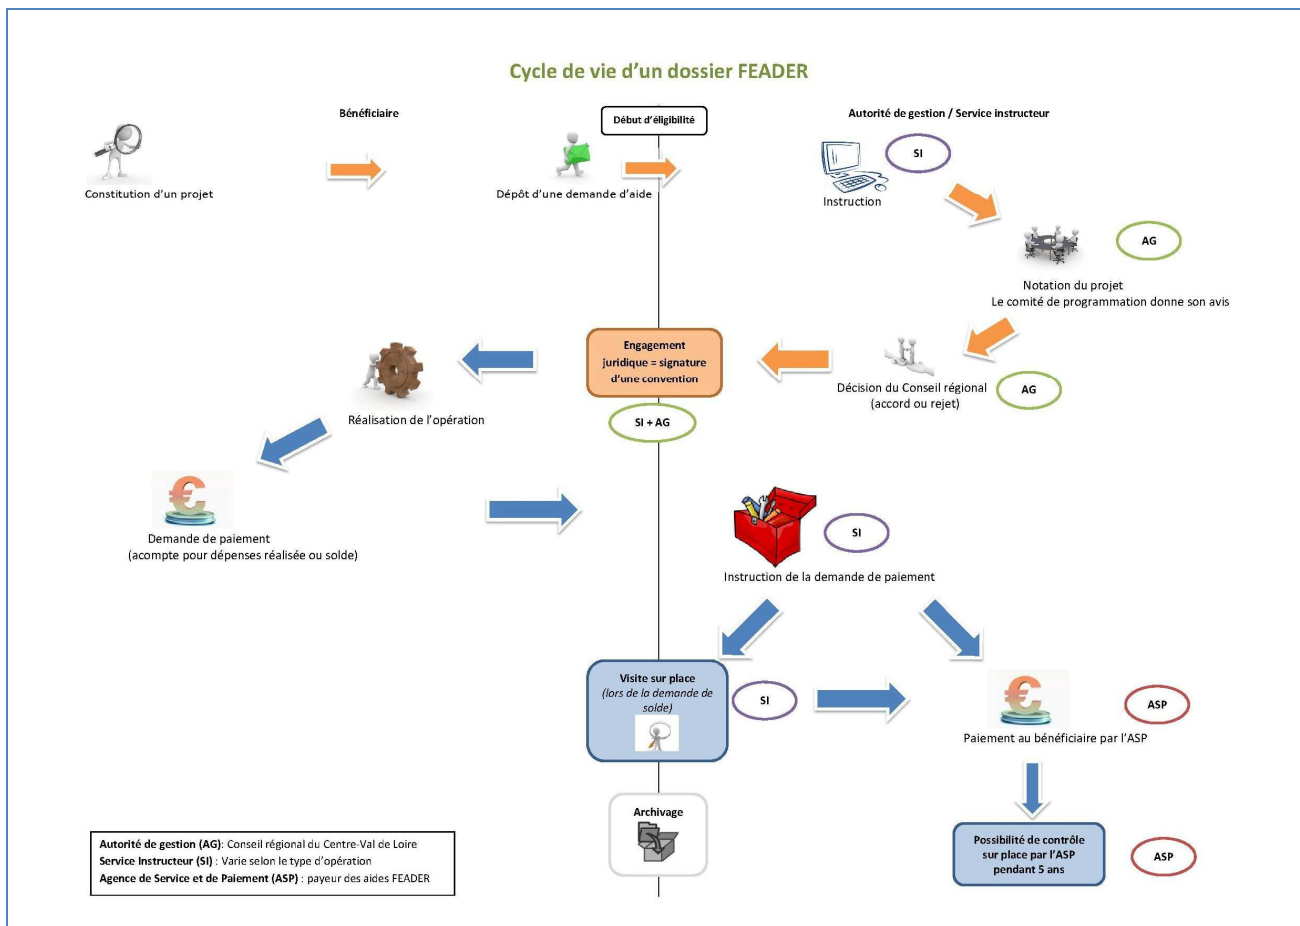 Cycle de vie d'un dossier FEADER
Bénéficiaire
Début d'éligibilité
Autorité de gestion / Service instructeur
SI
Constitution d'un projet
Dépôt d'une demande d'aide
Instruction
AG
Notation du projet
Le comité de programmation donne son avis
Engagement
juridique = signature
d'une convention
Décision du Conseil régional
(accord ou rejet)
AG
Réalisation de l'opération
SI + AG
€
Demande de paiement
(acompte pour dépenses réalisée ou solde)
SI
Instruction de la demande de paiement
Visite sur place
(lors de la demande de
solde)
SI
€
ASP
Paiement au bénéficiaire par l'ASP
Archivage
Possibilité de contrôle
sur place par l'ASP
pendant 5 ans
ASP
Autorité de gestion (AG): Conseil régional du Centre-Val de Loire
Service Instructeur (SI) : Varie selon le type d'opération
Agence de Service et de Paiement (ASP) : payeur des aides FEADER